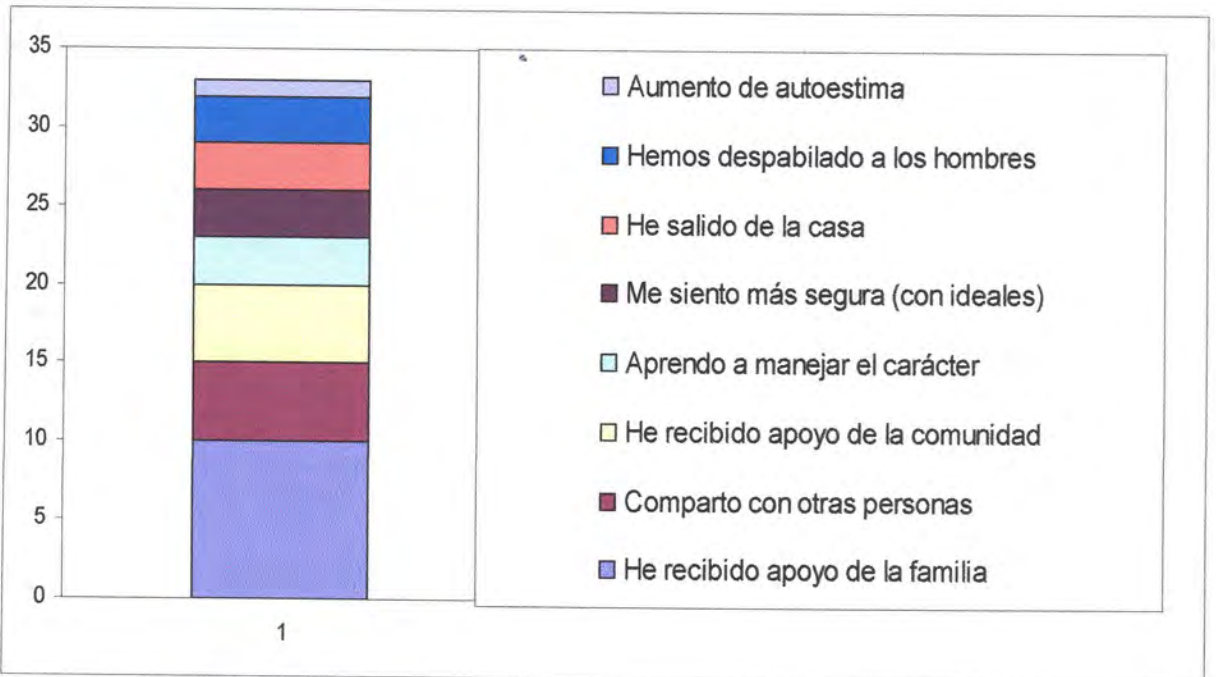 35
30
25
20
15
10
5
0
1
Aumento de autoestima
Hemos despabilado a los hombres
He salido de la casa
Me siento más segura (con ideales)
Aprendo a manejar el carácter
He recibido apoyo de la comunidad
Comparto con otras personas
He recibido apoyo de la familia